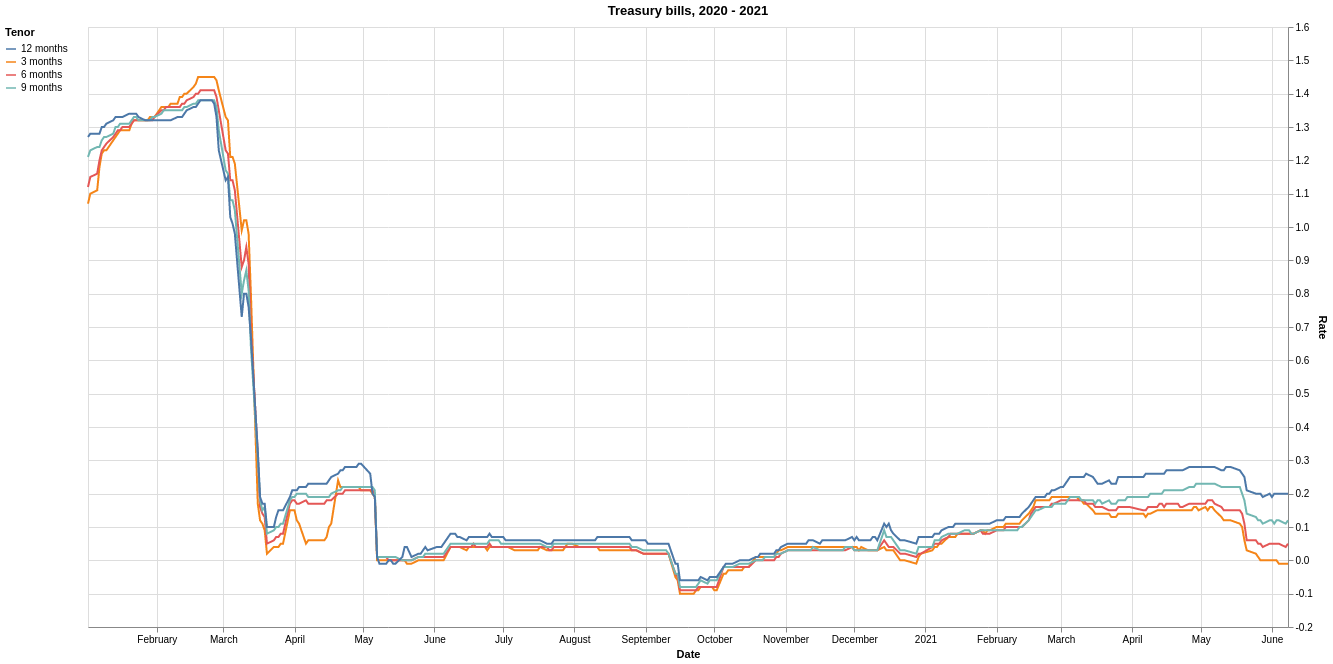 Treasury bills, 2020 - 2021
Tenor
12 months
3 months
6 months
9 months
1.6
1.5
1.4
1.3
1.2
1.1
1.0
0.9
0.8
0.7
0.6
0.5
0.4
0.3
0.2
0.1
0.0
-0.1
-0.2
Rate
February March April May June July August September October November December 2021 February March April May June
Date